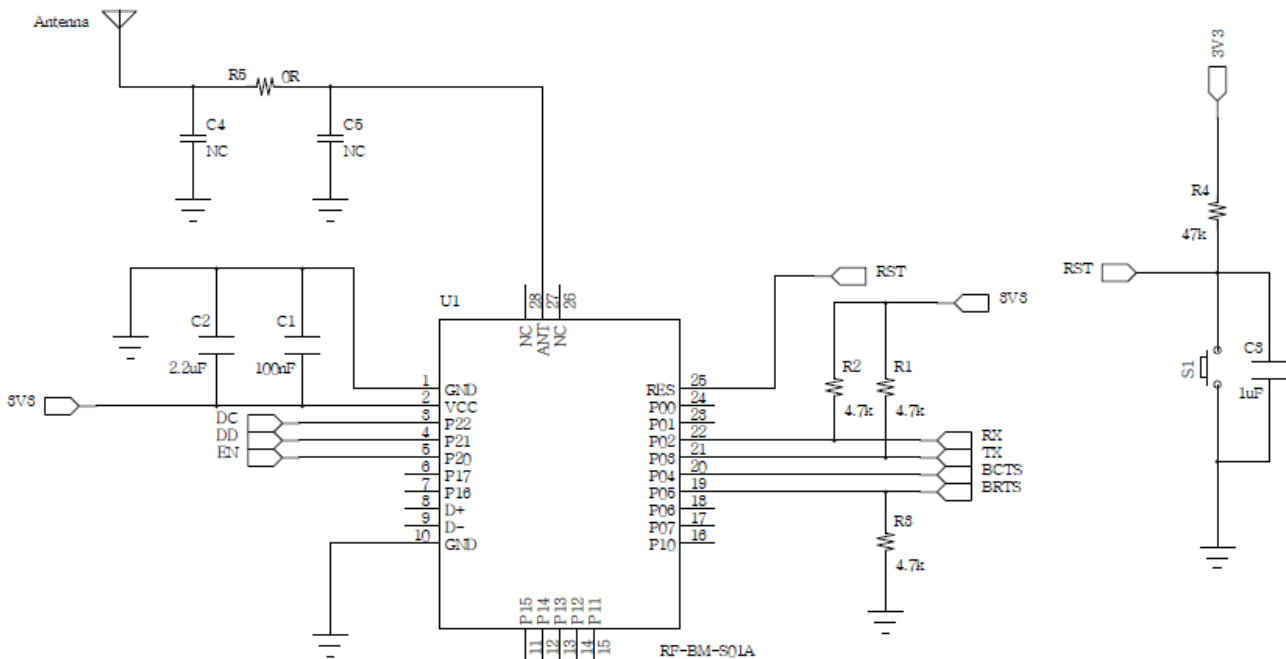 Antenna
R5 0R
C4
NC
C5
NC
3V3
R4
47k
RST
S1
C3
1uF
U1
28 27 26
NC ANT NC
RST
3V3
C2
2.2uF
C1
100nF
3V3
DC
DD
EN
1 GND
2 VCC
3 P22
4 P21
5 P20
6 P17
7 P16
8 D+
9 D-
10 GND
RES 25
P00 24
P01 23
P02 22
P03 21
P04 20
P05 19
P06 18
P07 17
P10 16
R2
4.7k
R1
4.7k
RX
TX
BCTS
BRTS
R3
4.7k
P15 P14 P13 P12 P11
11 12 13 14 15
RF-BM-S01A